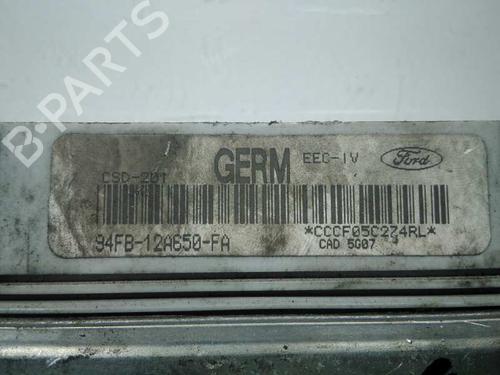 B-PARTS
GERM EEC-IV Ford
CSD-201
94FB-12A650-FA *CCCF05C274RL*
CAD 5G07